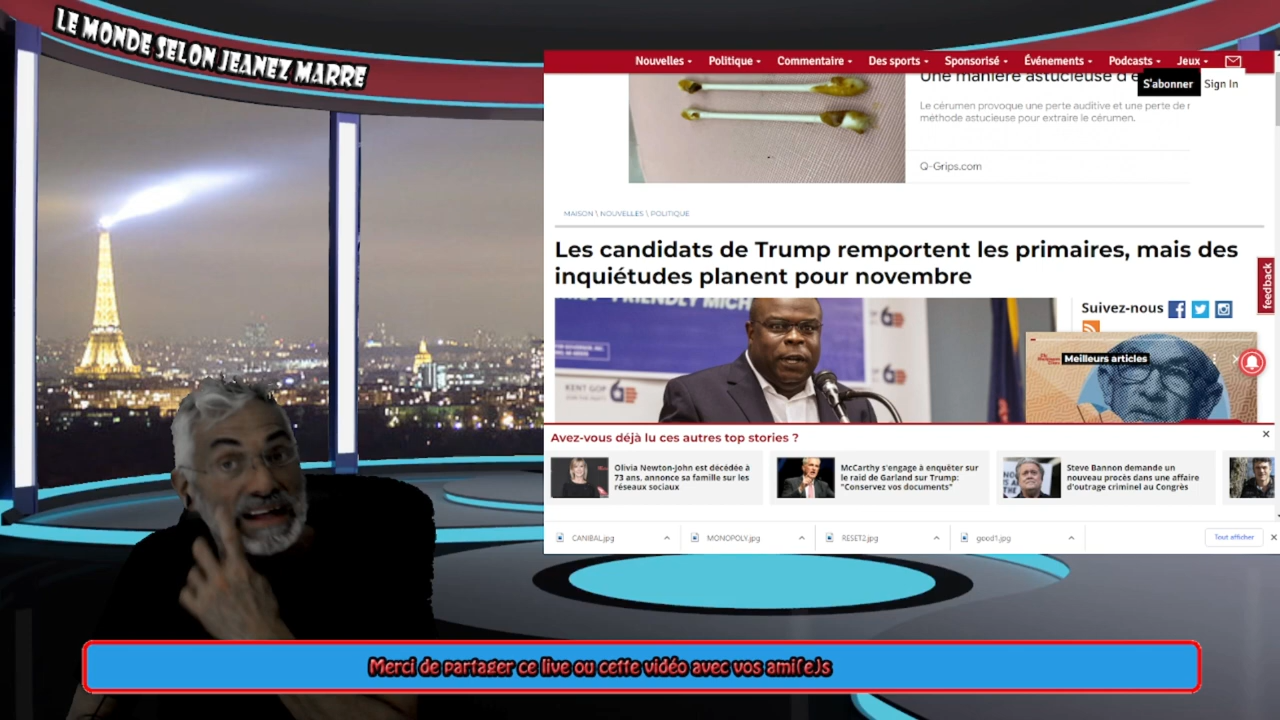 LE MONDE SELON JEANEZ MARRE
Nouvelles
Politique
Commentaire
Des sports
Sponsorisé
Événements
Podcasts
Jeux
Une manière astucieuse d'e
S'abonner
Sign In
Le cérumen provoque une perte auditive et une perte de r
méthode astucieuse pour extraire le cérumen.
Q-Grips.com
MAISON \ NOUVELLES \ POLITIQUE
Les candidats de Trump remportent les primaires, mais des
inquiétudes planent pour novembre
feedback
Suivez-nous
FRIENDLY MICH
KENT GOP
Meilleurs articles
Avez-vous déjà lu ces autres top stories ?
Olivia Newton-John est décédée à
73 ans, annonce sa famille sur les
réseaux sociaux
McCarthy s'engage à enquêter sur
le raid de Garland sur Trump:
"Conservez vos documents"
Steve Bannon demande un
nouveau procès dans une affaire
d'outrage criminel au Congrès
CANIBAL.jpg
MONOPOLY.jpg
RESET2.jpg
good1.jpg
Tout afficher
Merci de partager ce live ou cette vidéo avec vos ami(e)s